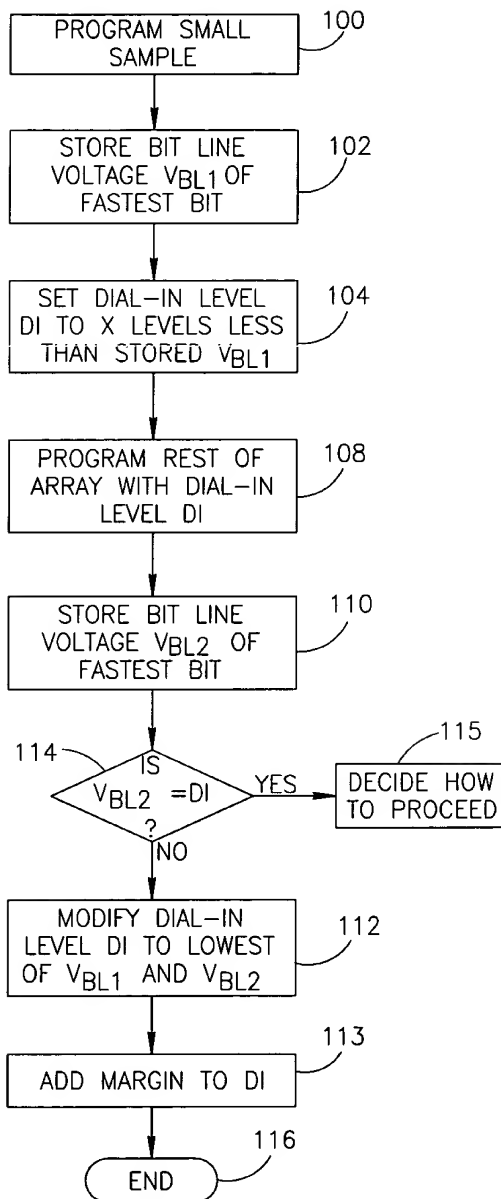 100
PROGRAM SMALL
SAMPLE
102
STORE BIT LINE
VOLTAGE VBL1 OF
FASTEST BIT
104
SET DIAL-IN LEVEL
DI TO X LEVELS LESS
THAN STORED VBL1
108
PROGRAM REST OF
ARRAY WITH DIAL-IN
LEVEL DI
110
STORE BIT LINE
VOLTAGE VBL2 OF
FASTEST BIT
114
IS
VBL2 =DI
?
YES
115
DECIDE HOW
TO PROCEED
NO
112
MODIFY DIAL-IN
LEVEL DI TO LOWEST
OF VBL1 AND VBL2
113
ADD MARGIN TO DI
116
END